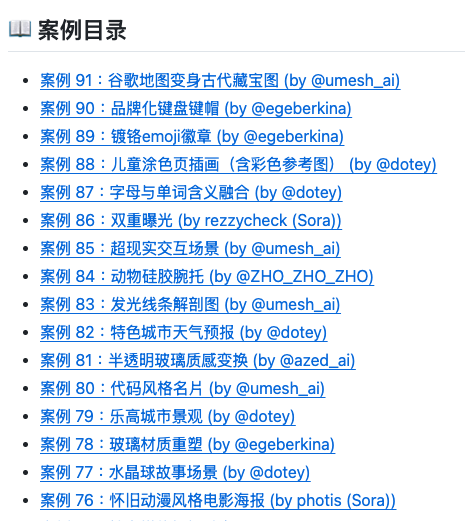 📖 案例目录
案例 91：谷歌地图变身古代藏宝图 (by @umesh_ai)
案例 90：品牌化键盘键帽 (by @egeberkina)
案例 89：镀铬emoji徽章 (by @egeberkina)
案例 88：儿童涂色页插画（含彩色参考图） (by @dotey)
案例 87：字母与单词含义融合 (by @dotey)
案例 86：双重曝光 (by rezzycheck (Sora))
案例 85：超现实交互场景 (by @umesh_ai)
案例 84：动物硅胶腕托 (by @ZHO_ZHO_ZHO)
案例 83：发光线条解剖图 (by @umesh_ai)
案例 82：特色城市天气预报 (by @dotey)
案例 81：半透明玻璃质感变换 (by @azed_ai)
案例 80：代码风格名片 (by @umesh_ai)
案例 79：乐高城市景观 (by @dotey)
案例 78：玻璃材质重塑 (by @egeberkina)
案例 77：水晶球故事场景 (by @dotey)
案例 76：怀旧动漫风格电影海报 (by photis (Sora))